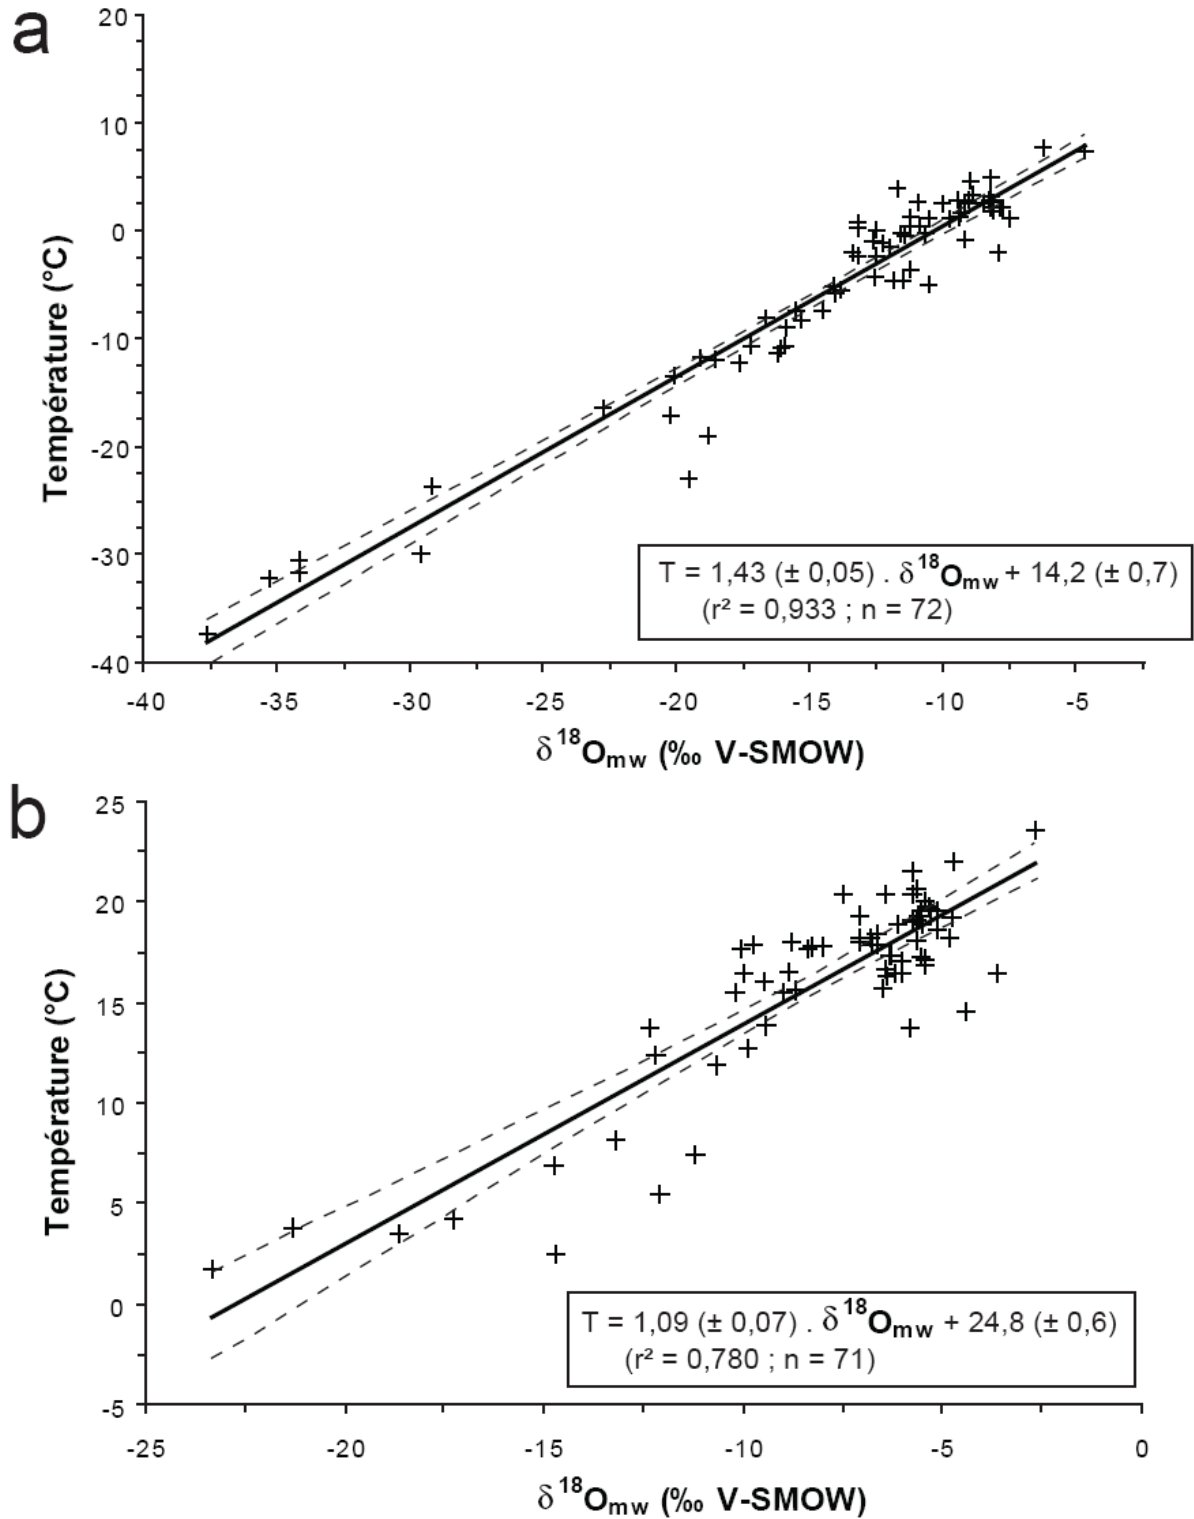 a
20
10
0
-10
-20
-30
-40
Température (°C)
T = 1,43 (± 0,05) . δ¹⁸Omw + 14,2 (± 0,7)
(r² = 0,933 ; n = 72)
-40 -35 -30 -25 -20 -15 -10 -5
δ¹⁸Omw (‰ V-SMOW)
b
25
20
15
10
5
0
-5
Température (°C)
T = 1,09 (± 0,07) . δ¹⁸Omw + 24,8 (± 0,6)
(r² = 0,780 ; n = 71)
-25 -20 -15 -10 -5 0
δ¹⁸Omw (‰ V-SMOW)